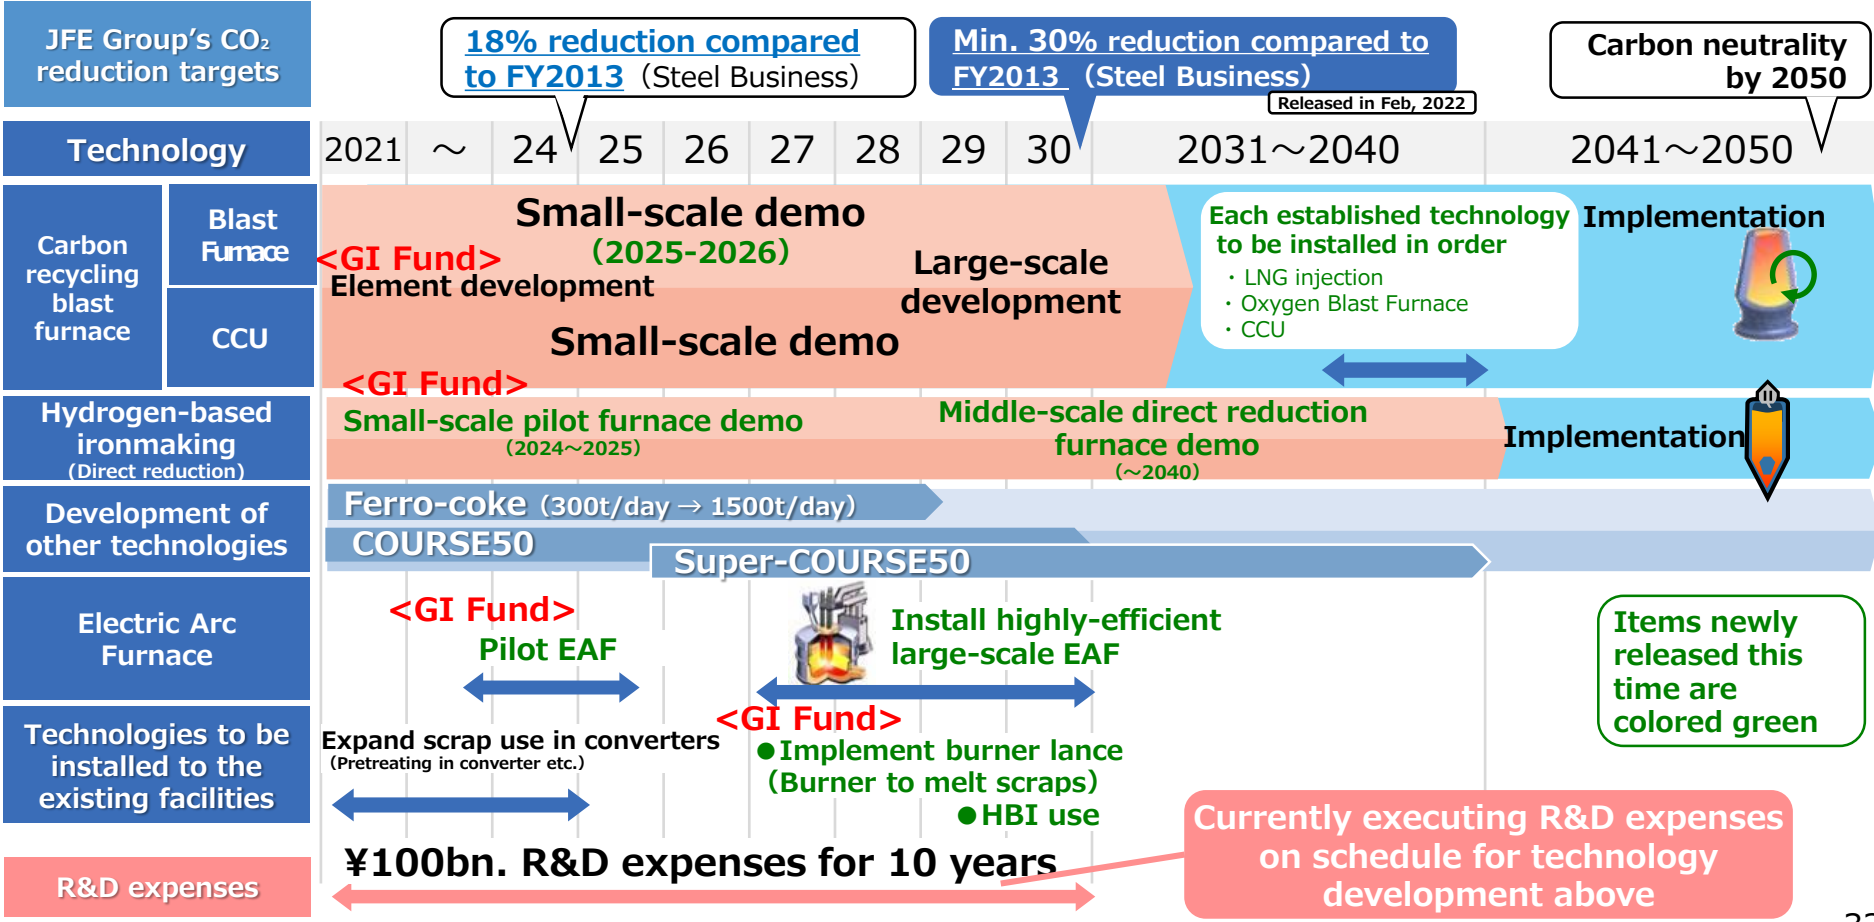 JFE Group's CO₂
reduction targets
18% reduction compared
to FY2013（Steel Business）
Min. 30% reduction compared to
FY2013（Steel Business）
Released in Feb, 2022
Carbon neutrality
by 2050
Technology
2021 ～ 24 25 26 27 28 29 30 2031～2040 2041～2050
Carbon
recycling
blast
furnace
Blast
Furnace
CCU
Small-scale demo
（2025-2026）
<GI Fund>
Element development
Large-scale
development
Small-scale demo
Each established technology
to be installed in order
・ LNG injection
・ Oxygen Blast Furnace
・ CCU
Implementation
Hydrogen-based
ironmaking
(Direct reduction)
<GI Fund>
Small-scale pilot furnace demo
（2024～2025）
Middle-scale direct reduction
furnace demo
（～2040）
Implementation
Development of
other technologies
Ferro-coke（300t/day → 1500t/day）
COURSE50
Super-COURSE50
Electric Arc
Furnace
<GI Fund>
Pilot EAF
Install highly-efficient
large-scale EAF
Items newly
released this
time are
colored green
Technologies to be
installed to the
existing facilities
Expand scrap use in converters
（Pretreating in converter etc.）
<GI Fund>
●Implement burner lance
（Burner to melt scraps）
●HBI use
R&D expenses
¥100bn. R&D expenses for 10 years
Currently executing R&D expenses
on schedule for technology
development above